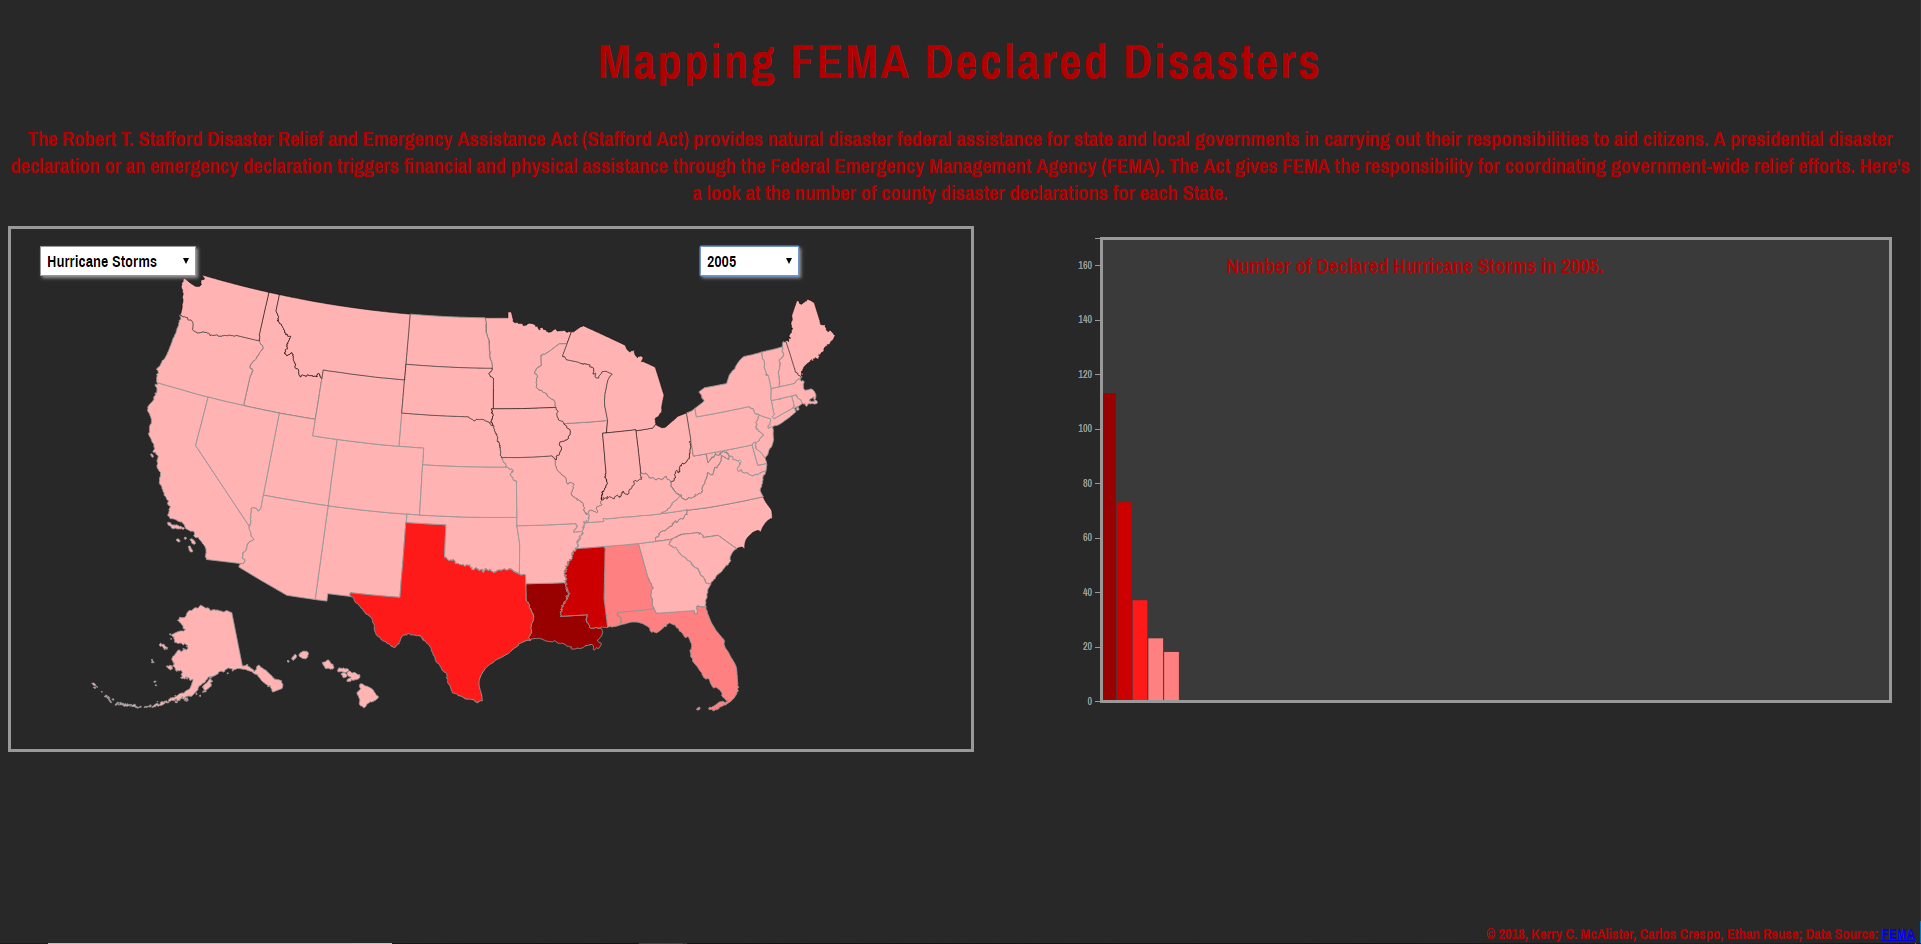 Mapping FEMA Declared Disasters
The Robert T. Stafford Disaster Relief and Emergency Assistance Act (Stafford Act) provides natural disaster federal assistance for state and local governments in carrying out their responsibilities to aid citizens. A presidential disaster
declaration or an emergency declaration triggers financial and physical assistance through the Federal Emergency Management Agency (FEMA). The Act gives FEMA the responsibility for coordinating government-wide relief efforts. Here's
a look at the number of county disaster declarations for each State.
Hurricane Storms
2005
Number of Declared Hurricane Storms in 2005.
160
140
120
100
80
60
40
20
0
© 2018, Kerry C. McAlister, Carlos Crespo, Ethan Reuse; Data Source: FEMA